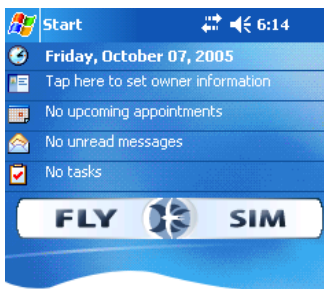 Start 6:14
Friday, October 07, 2005
Tap here to set owner information
No upcoming appointments
No unread messages
No tasks
FLY SIM